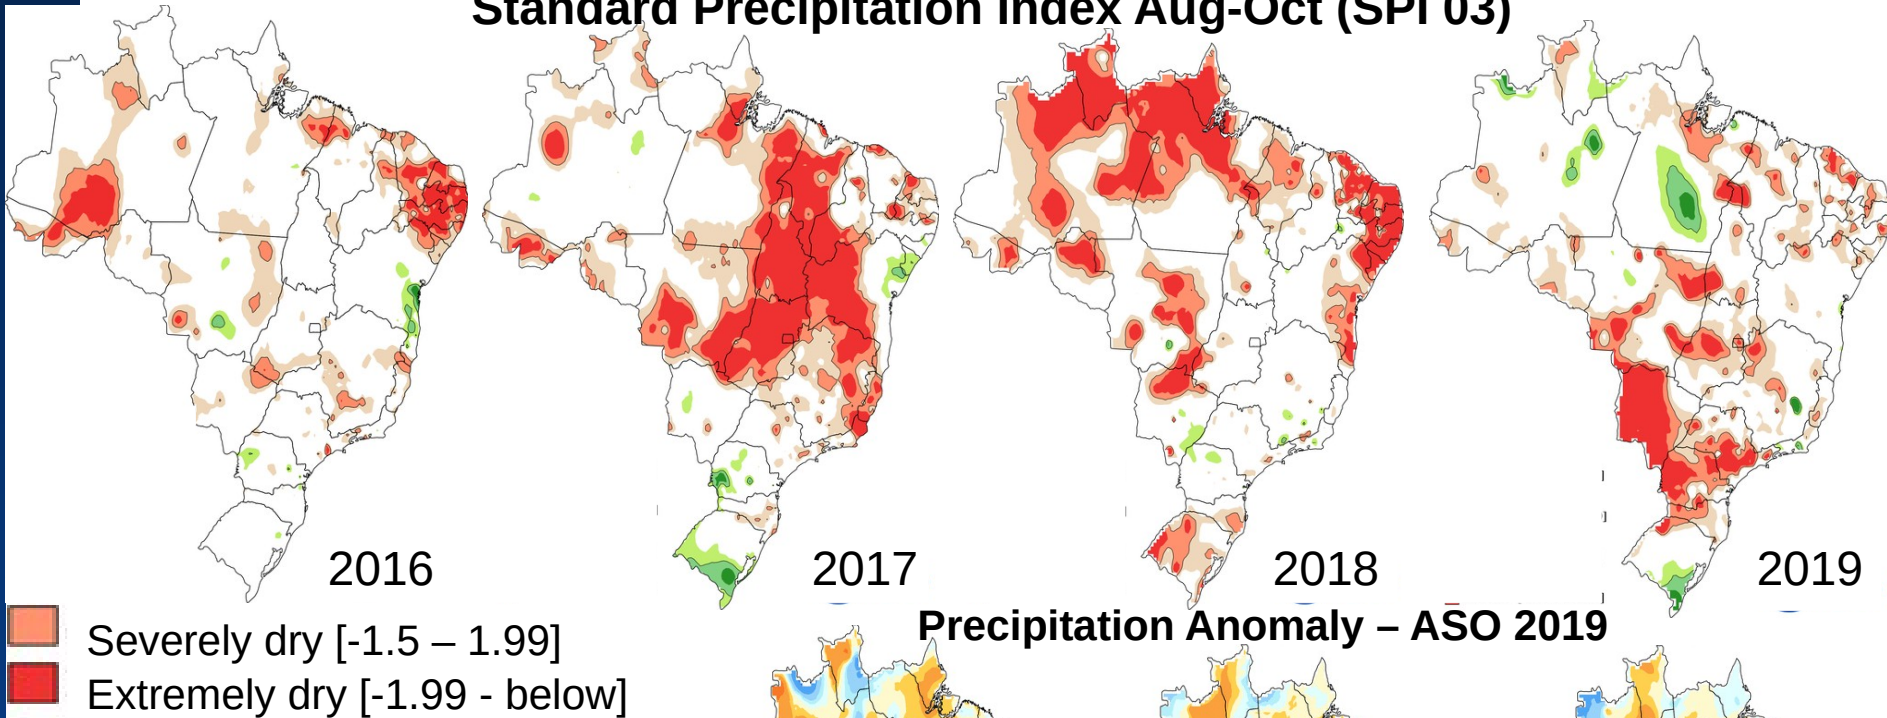 Standard Precipitation Index Aug-Oct (SPI 03)
2016
2017
2018
2019
Severely dry [-1.5 – 1.99]
Extremely dry [-1.99 - below]
Precipitation Anomaly – ASO 2019